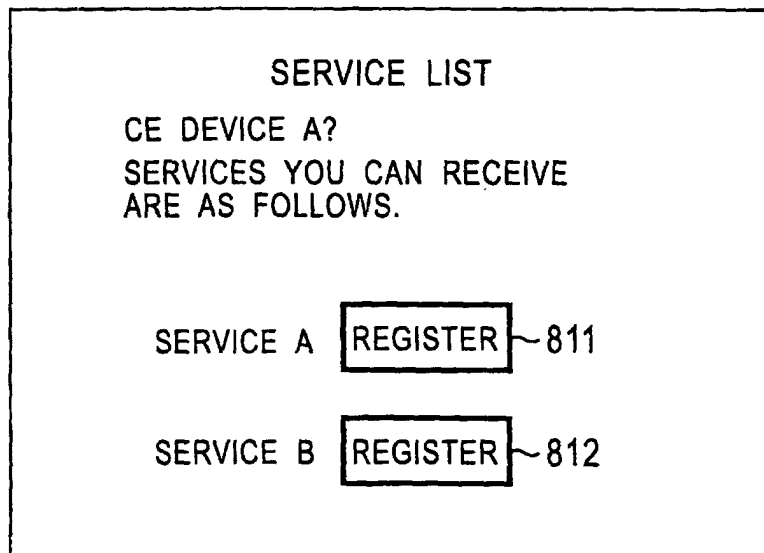 SERVICE LIST
CE DEVICE A?
SERVICES YOU CAN RECEIVE
ARE AS FOLLOWS.
SERVICE A REGISTER ~811
SERVICE B REGISTER ~812